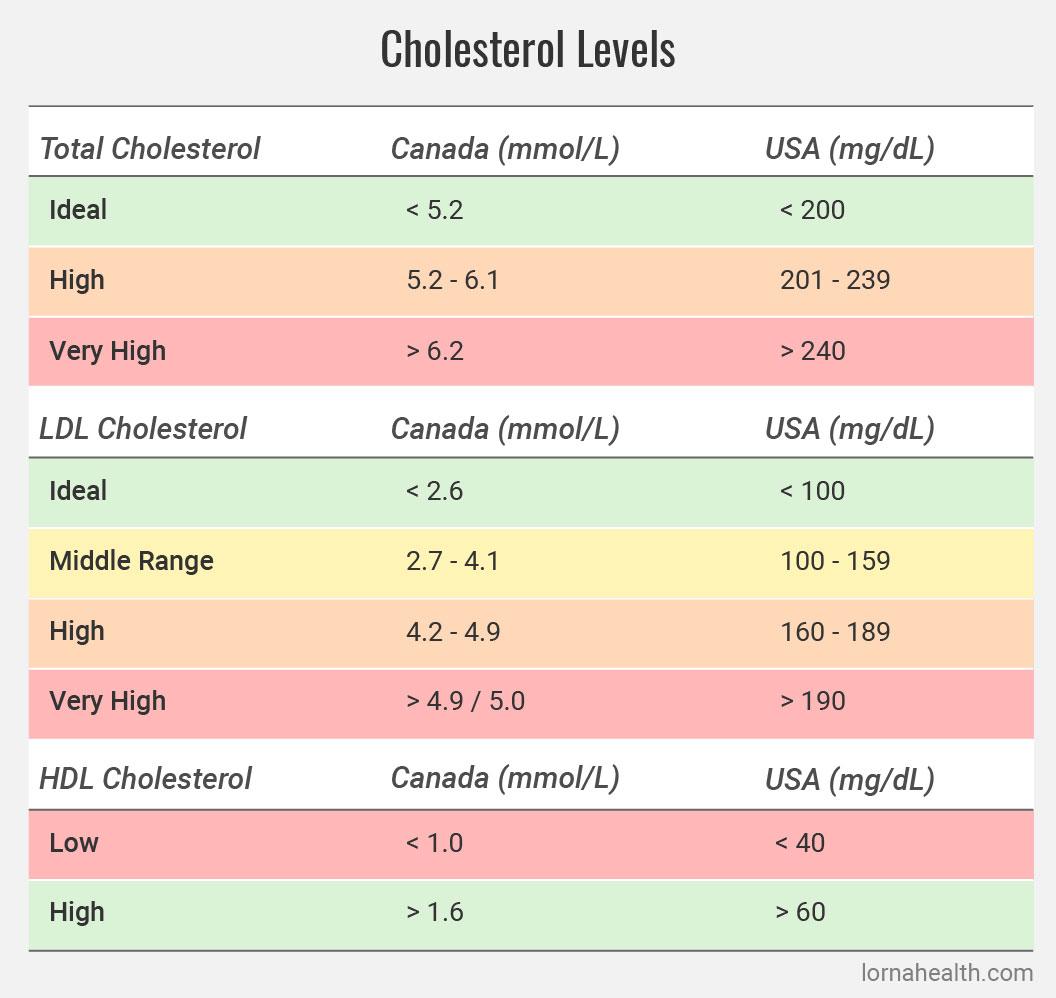 Cholesterol Levels
Total Cholesterol Canada (mmol/L) USA (mg/dL)
Ideal < 5.2 < 200
High 5.2 - 6.1 201 - 239
Very High > 6.2 > 240
LDL Cholesterol Canada (mmol/L) USA (mg/dL)
Ideal < 2.6 < 100
Middle Range 2.7 - 4.1 100 - 159
High 4.2 - 4.9 160 - 189
Very High > 4.9 / 5.0 > 190
HDL Cholesterol Canada (mmol/L) USA (mg/dL)
Low < 1.0 < 40
High > 1.6 > 60
lornahealth.com